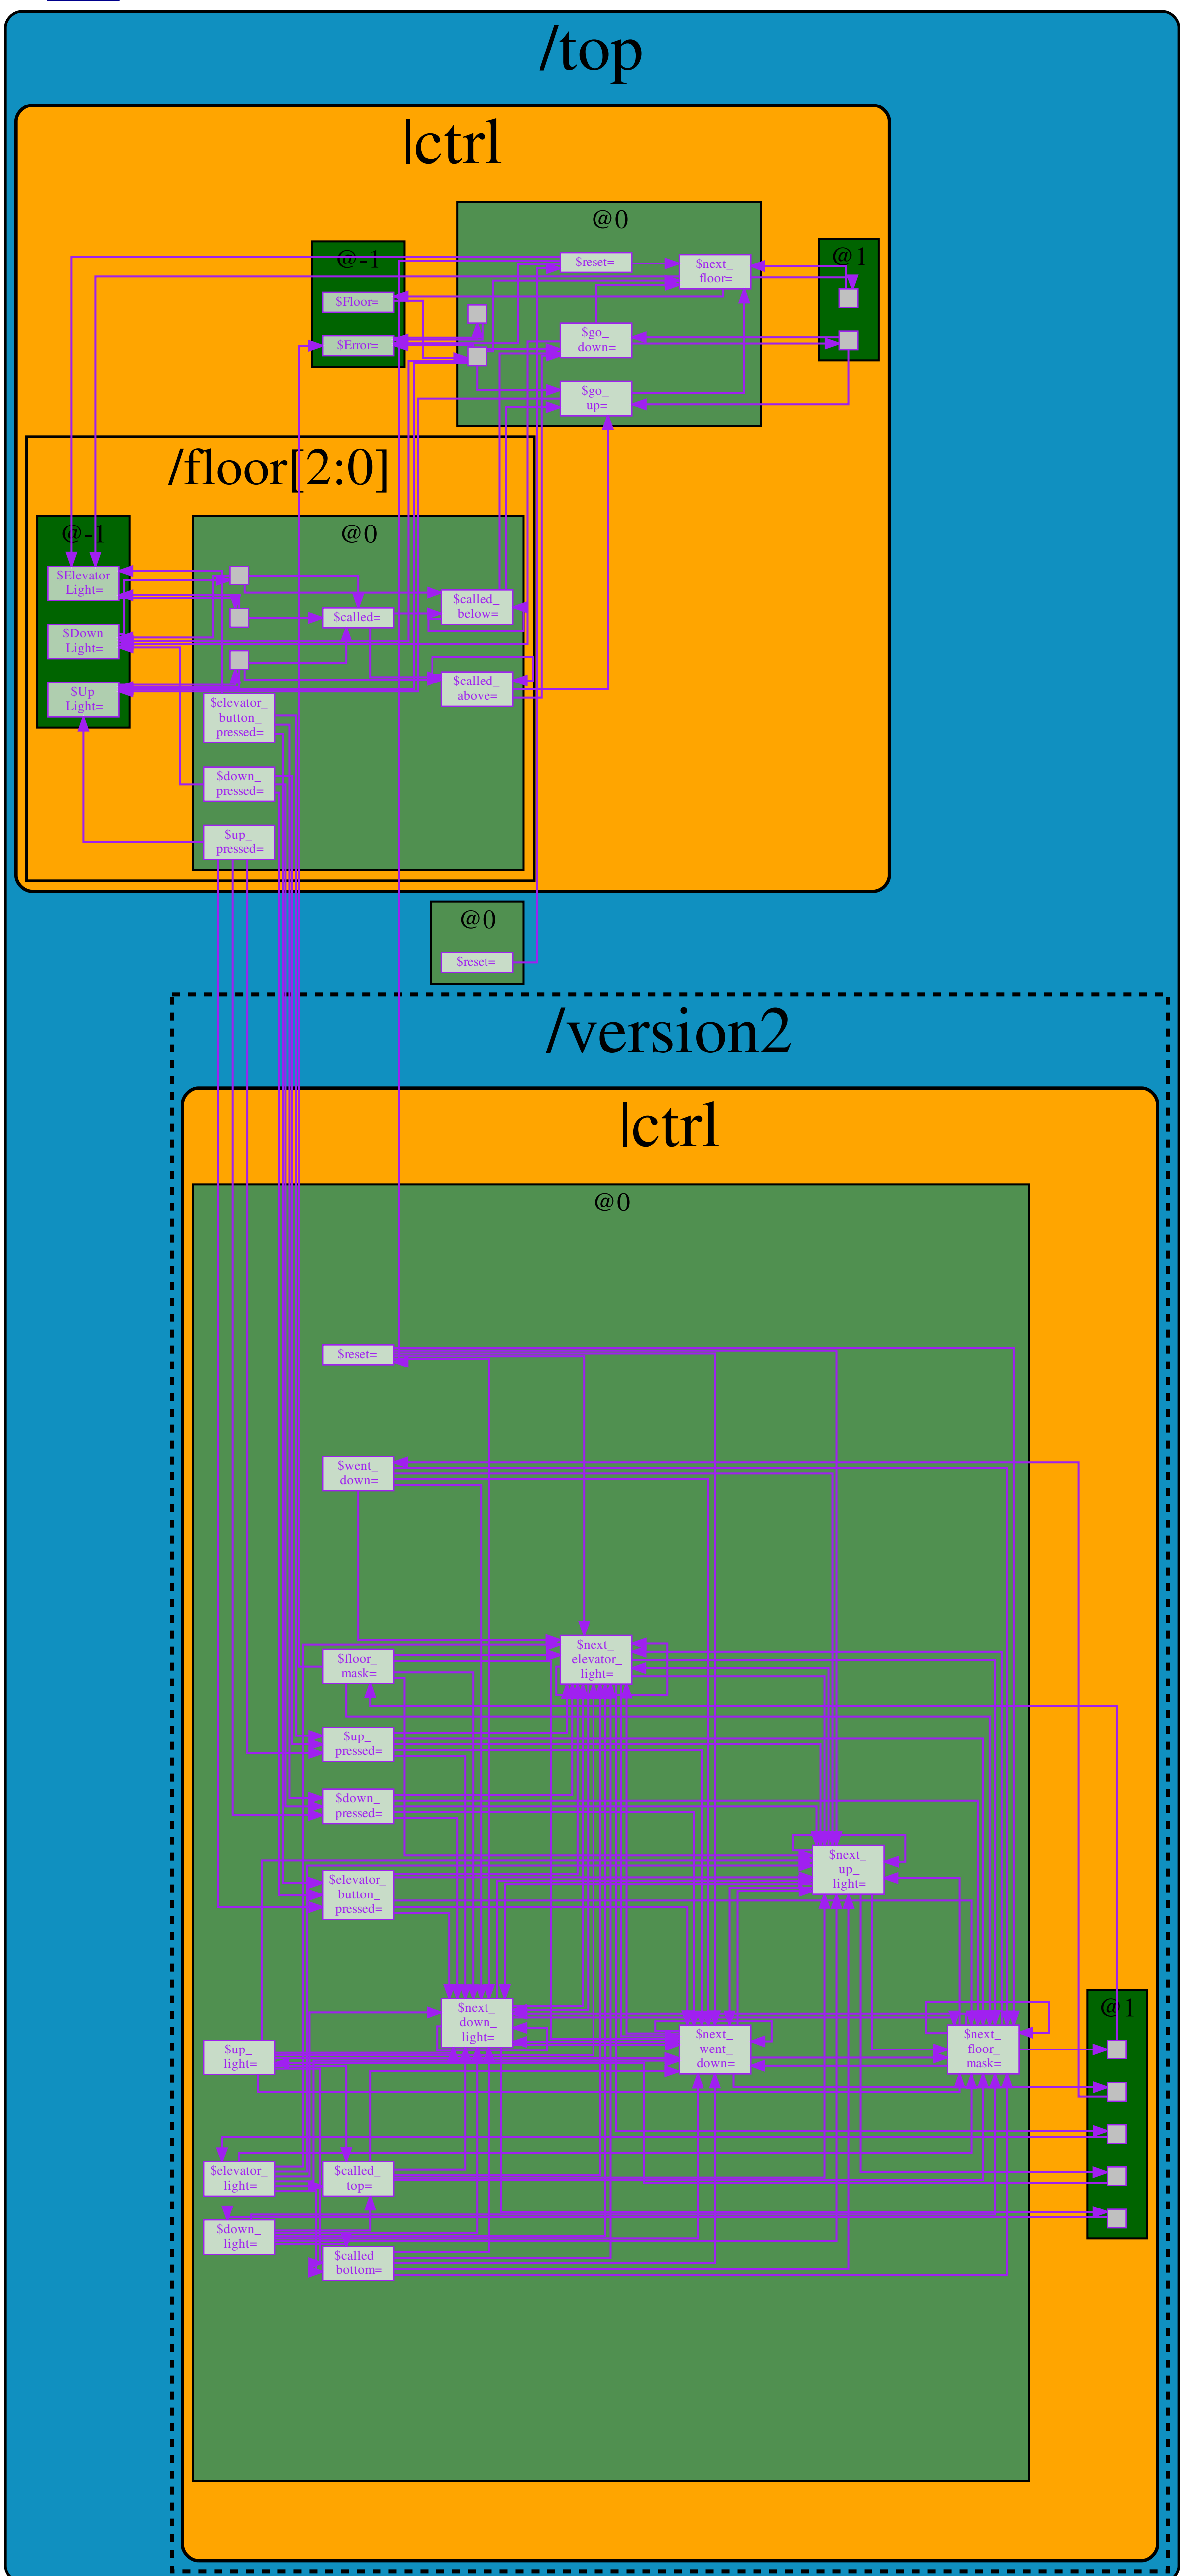 /top
|ctrl
@0
@-1
@1
$reset=
$next_
floor=
$Floor=
$go_
down=
$Error=
$go_
up=
/floor[2:0]
@-1
@0
$Elevator
Light=
$called_
below=
$called=
$Down
Light=
$called_
above=
$Up
Light=
$elevator_
button_
pressed=
$down_
pressed=
$up_
pressed=
@0
$reset=
/version2
|ctrl
@0
$reset=
$went_
down=
$next_
elevator_
light=
$floor_
mask=
$up_
pressed=
$down_
pressed=
$next_
up_
light=
$elevator_
button_
pressed=
@1
$next_
down_
light=
$next_
went_
down=
$next_
floor_
mask=
$up_
light=
$elevator_
light=
$called_
top=
$down_
light=
$called_
bottom=